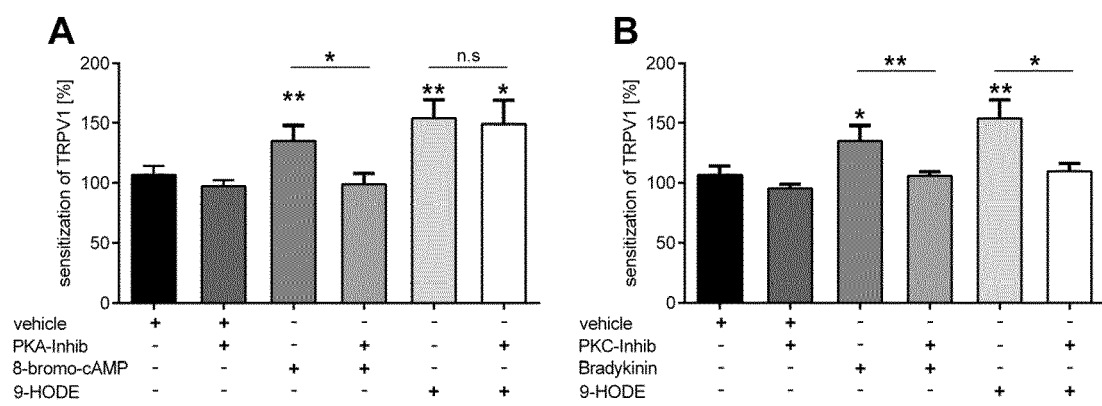 A
B
200
150
100
50
0
sensitization of TRPV1 [%]
*
n.s
**
**
*
vehicle + + - - - -
PKA-Inhib - + - + - +
8-bromo-cAMP - - + + - -
9-HODE - - - - + +
200
150
100
50
0
sensitization of TRPV1 [%]
**
*
*
**
vehicle + + - - - -
PKC-Inhib - + - + - +
Bradykinin - - + + - -
9-HODE - - - - + +